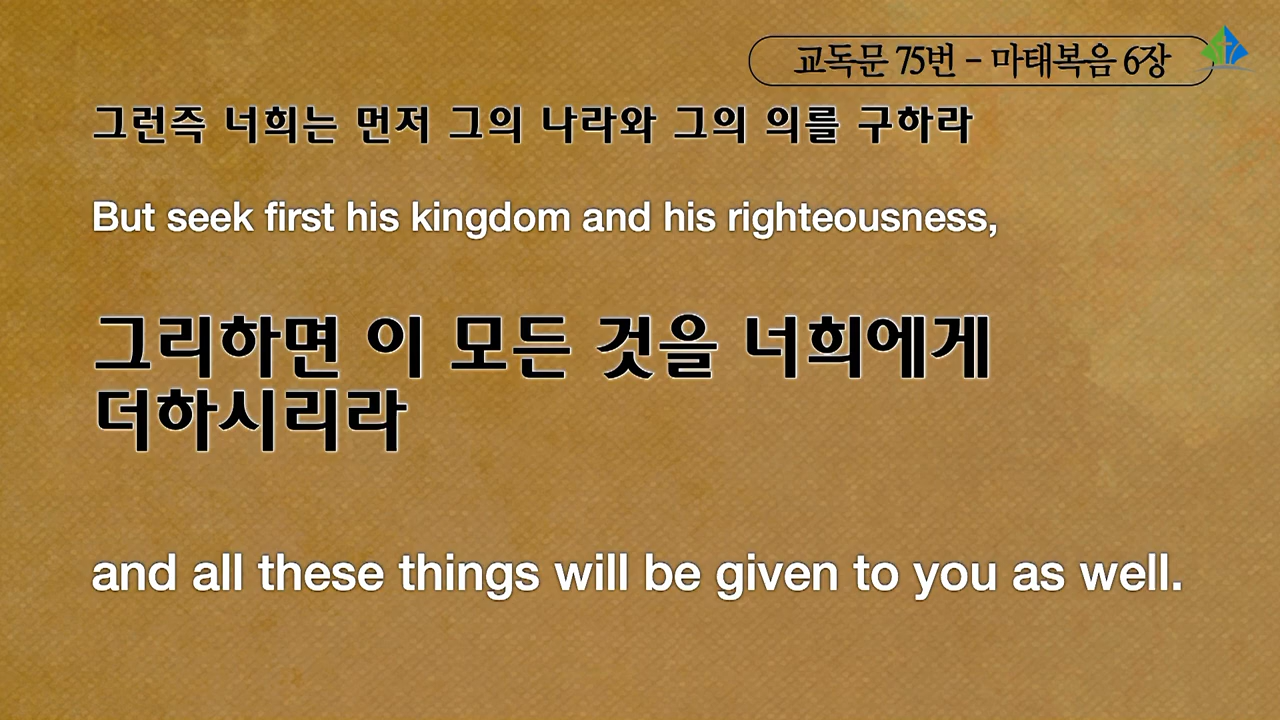 교독문 75번 - 마태복음 6장
그런즉 너희는 먼저 그의 나라와 그의 의를 구하라
But seek first his kingdom and his righteousness,
그리하면 이 모든 것을 너희에게
더하시리라
and all these things will be given to you as well.